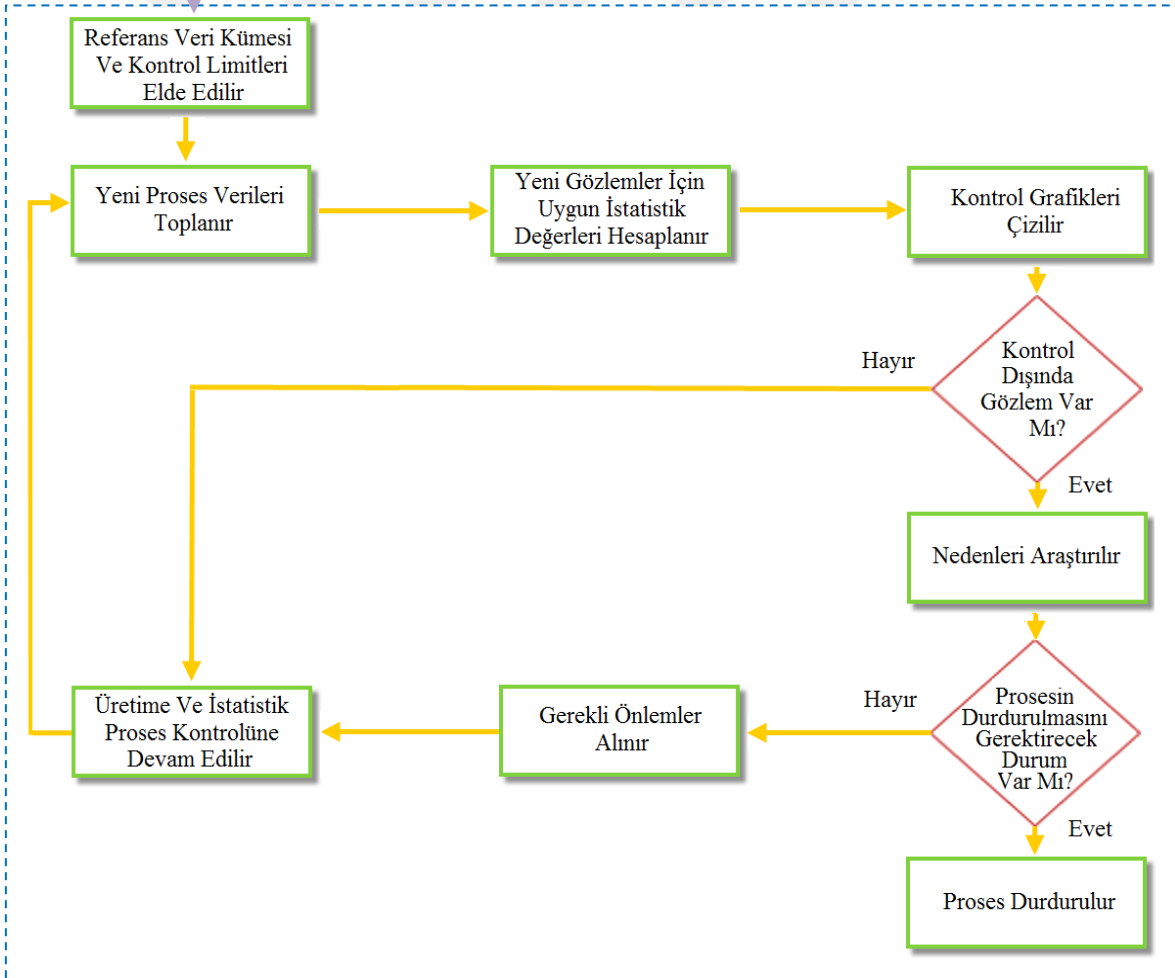 Referans Veri Kümesi
Ve Kontrol Limitleri
Elde Edilir
Yeni Proses Verileri
Toplanır
Yeni Gözlemler İçin
Uygun İstatistik
Değerleri Hesaplanır
Kontrol Grafikleri
Çizilir
Kontrol
Dışında
Gözlem Var
Mı?
Hayır
Evet
Nedenleri Araştırılır
Prosesin
Durdurulmasını
Gerektirecek
Durum
Var Mı?
Hayır
Gerekli Önlemler
Alınır
Üretime Ve İstatistik
Proses Kontrolüne
Devam Edilir
Evet
Proses Durdurulur